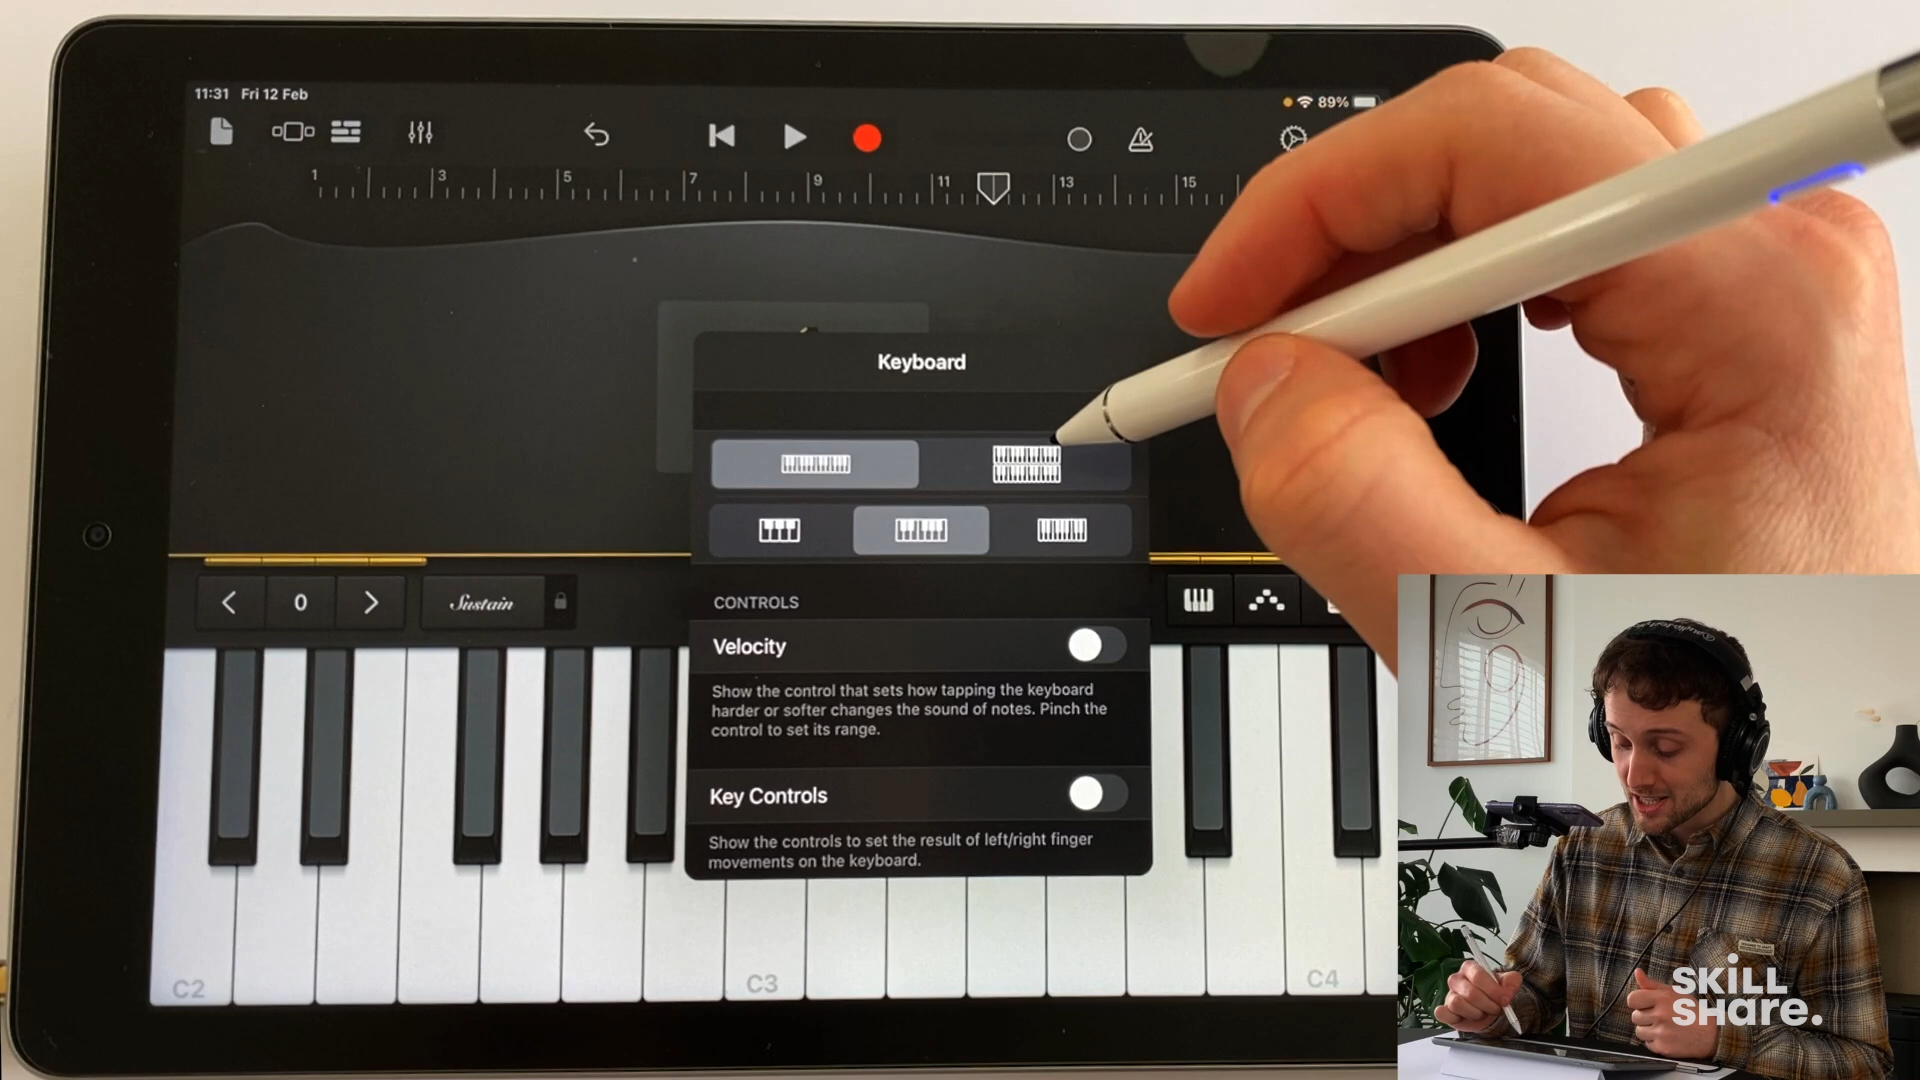 11:31 Fri 12 Feb
89%
1 3 5 7 9 11 13 15
Keyboard
0
Sustain
CONTROLS
Velocity
Show the control that sets how tapping the keyboard
harder or softer changes the sound of notes. Pinch the
control to set its range.
Key Controls
Show the controls to set the result of left/right finger
movements on the keyboard.
C2
C3
C4
SKiLL
SHare.